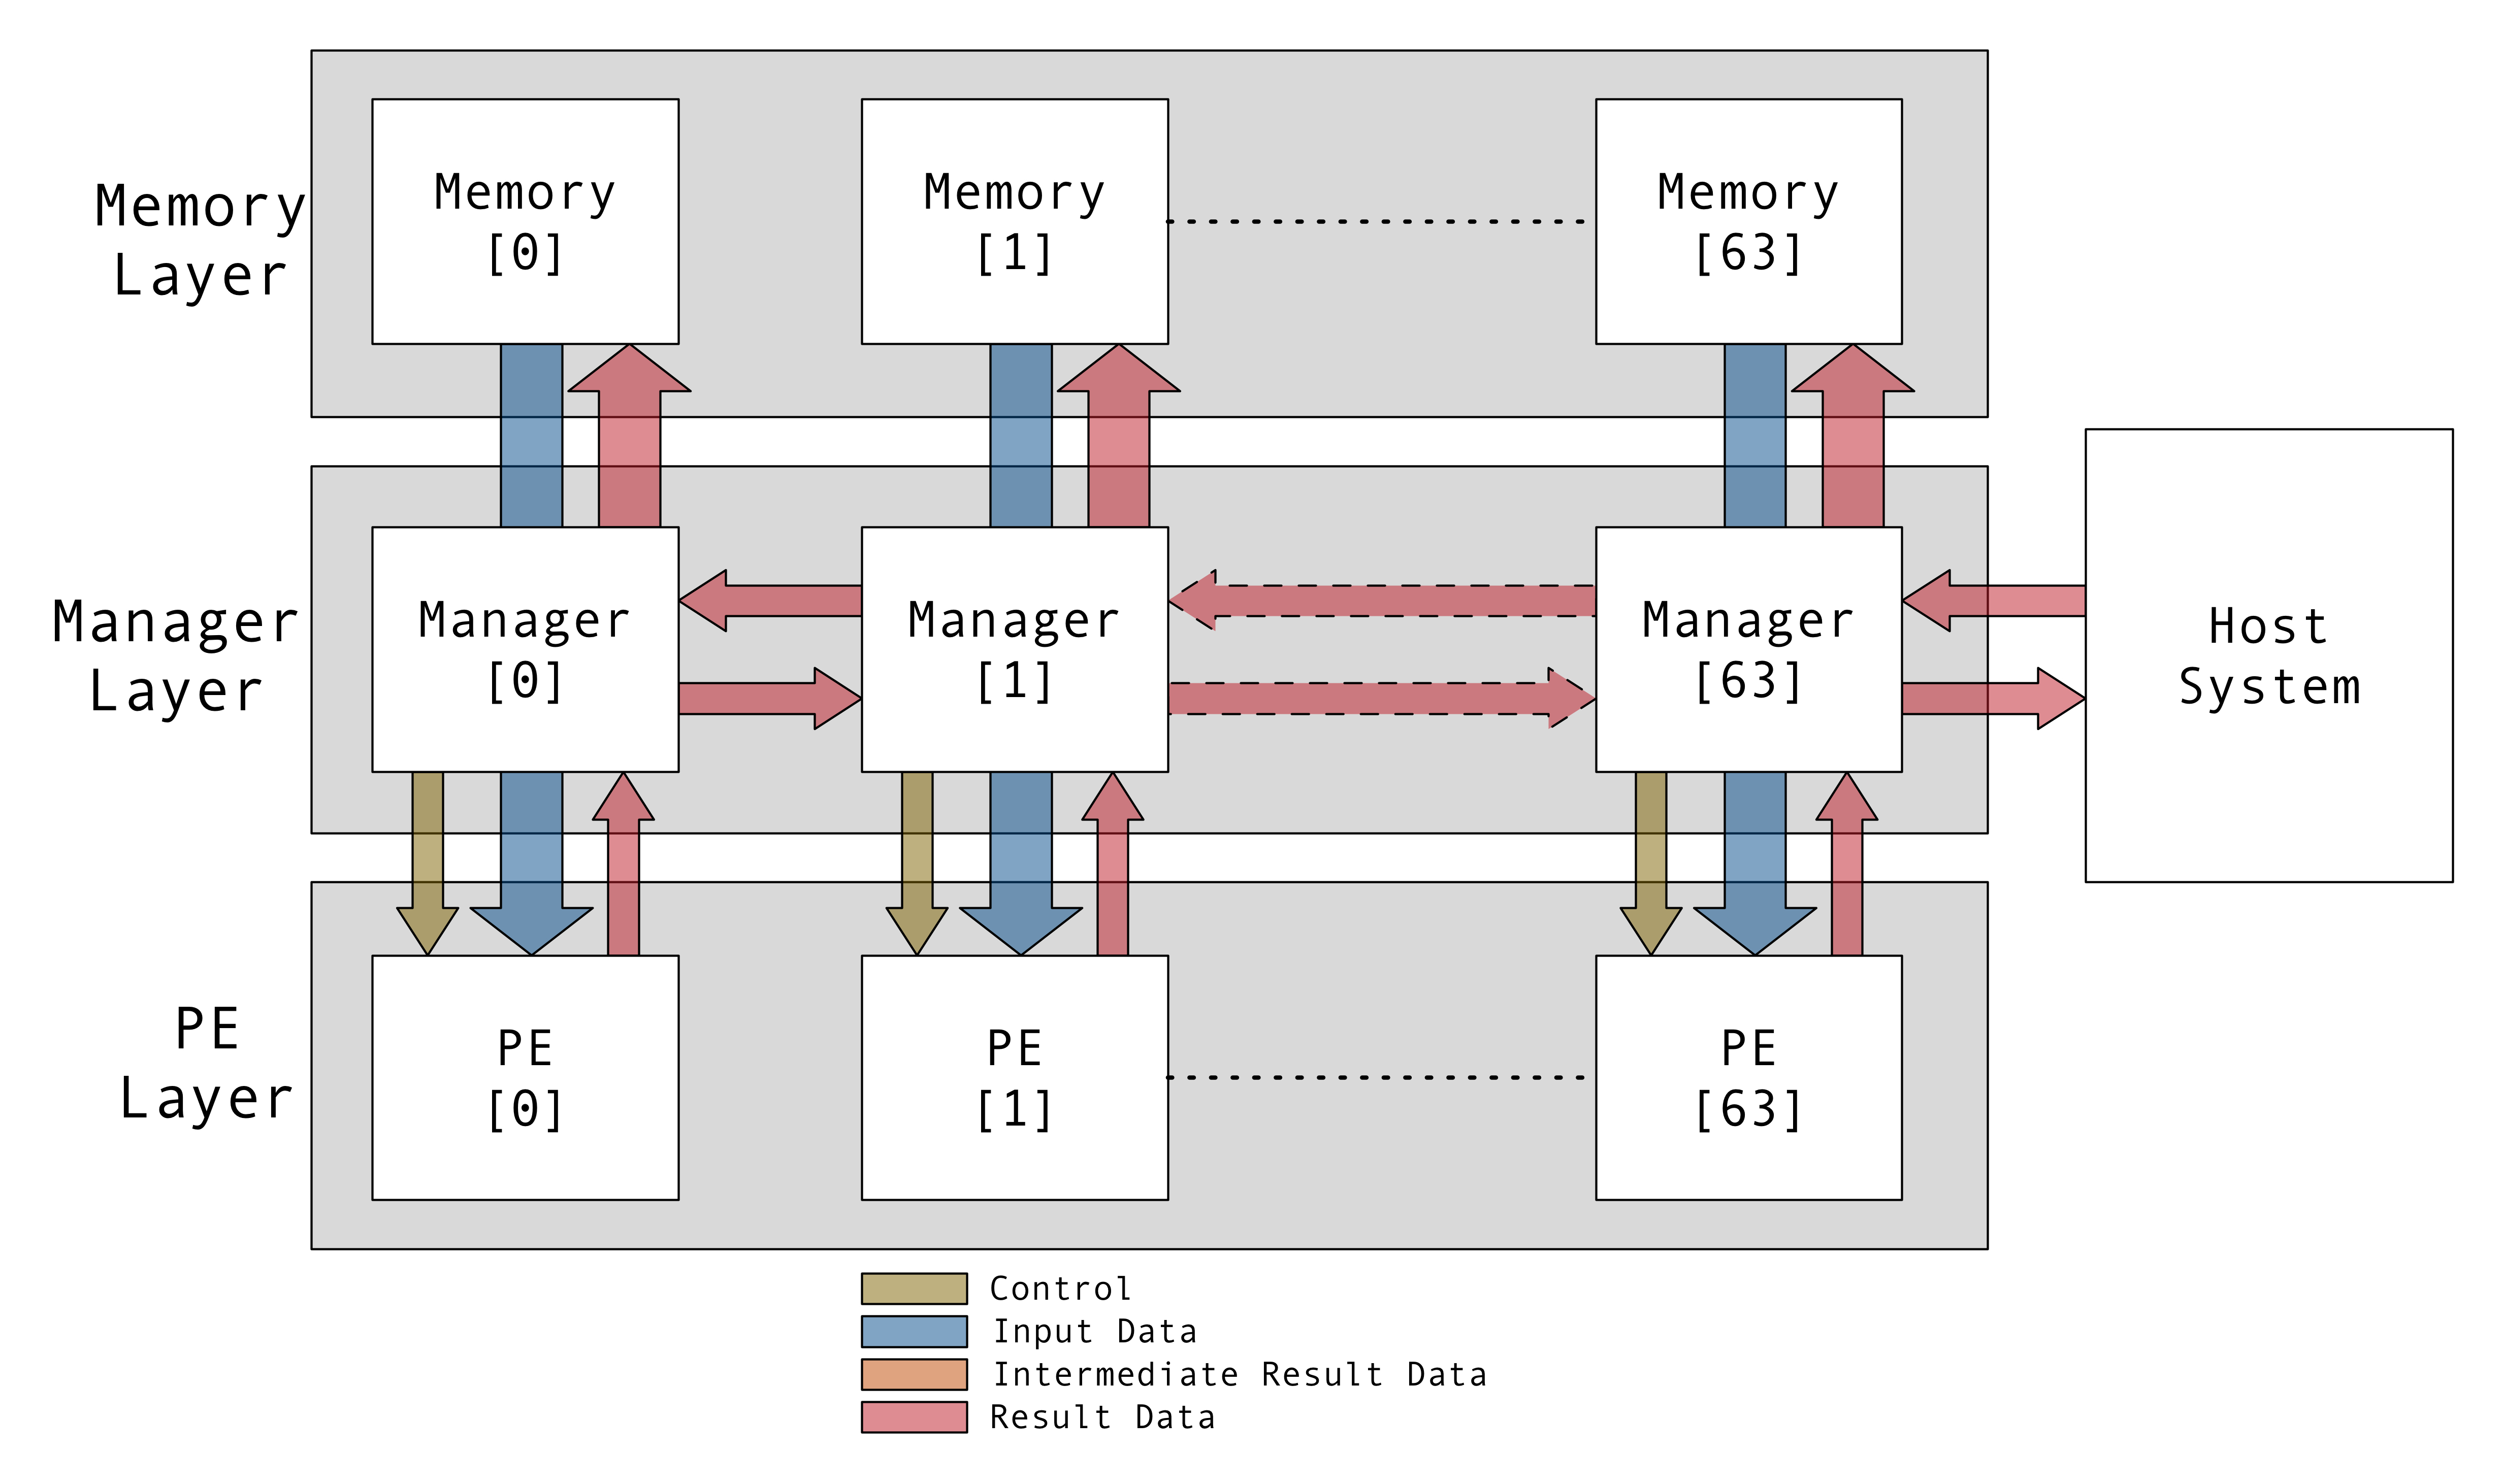 Memory
Layer
Memory
[0]
Memory
[1]
Memory
[63]
Manager
Layer
Manager
[0]
Manager
[1]
Manager
[63]
Host
System
PE
Layer
PE
[0]
PE
[1]
PE
[63]
Control
Input Data
Intermediate Result Data
Result Data